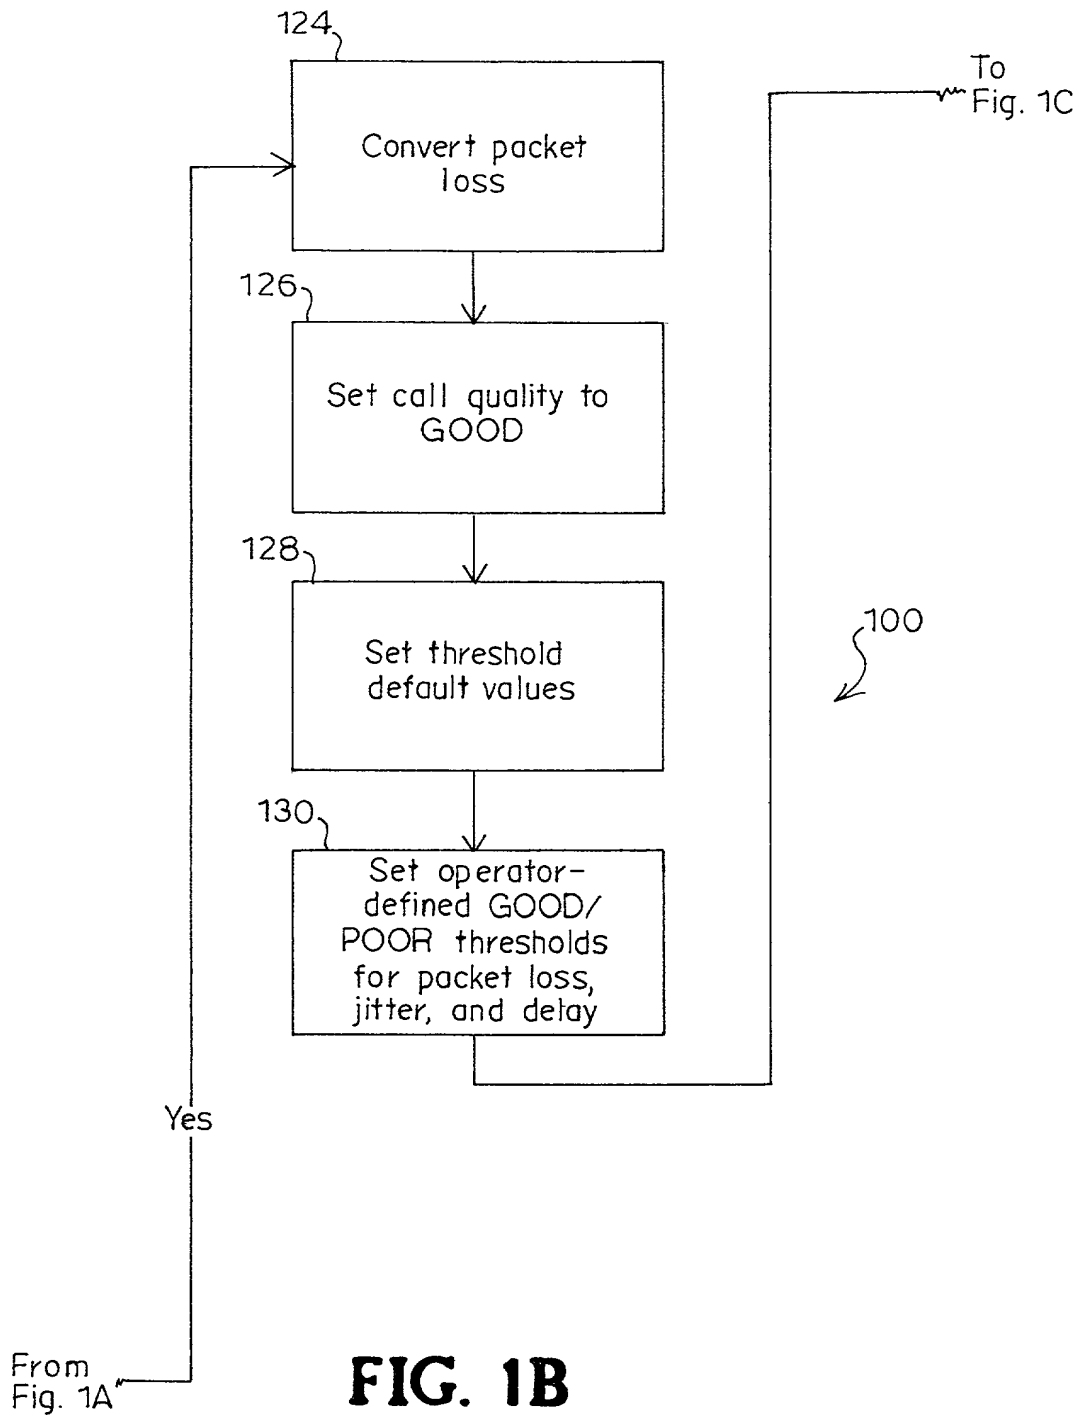 124
To
Fig. 1C
Convert packet
loss
126
Set call quality to
GOOD
128
Set threshold
default values
100
130
Set operator-
defined GOOD/
POOR thresholds
for packet loss,
jitter, and delay
Yes
From
Fig. 1A
FIG. 1B